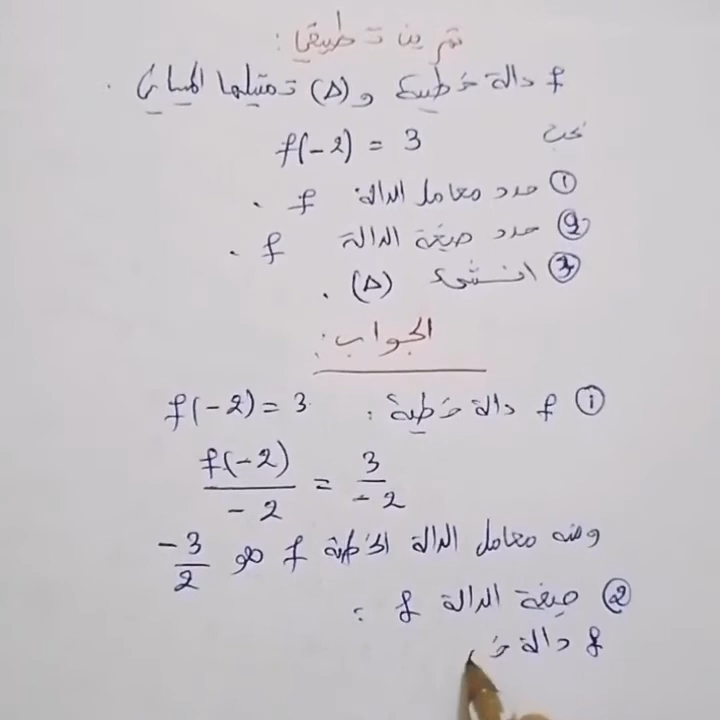 تمرين تطبيقي:
f دالة خطية و (Δ) تمثيلها المبياني.
بحيث f(-2) = 3
① حدد معامل الدالة f.
② حدد صيغة الدالة f.
③ انشئ (Δ).
الجواب:
① f دالة خطية: f(-2) = 3
f(-2)/-2 = 3/-2
ومنه معامل الدالة الخطية f هو -3/2
② صيغة الدالة f:
f دالة خ